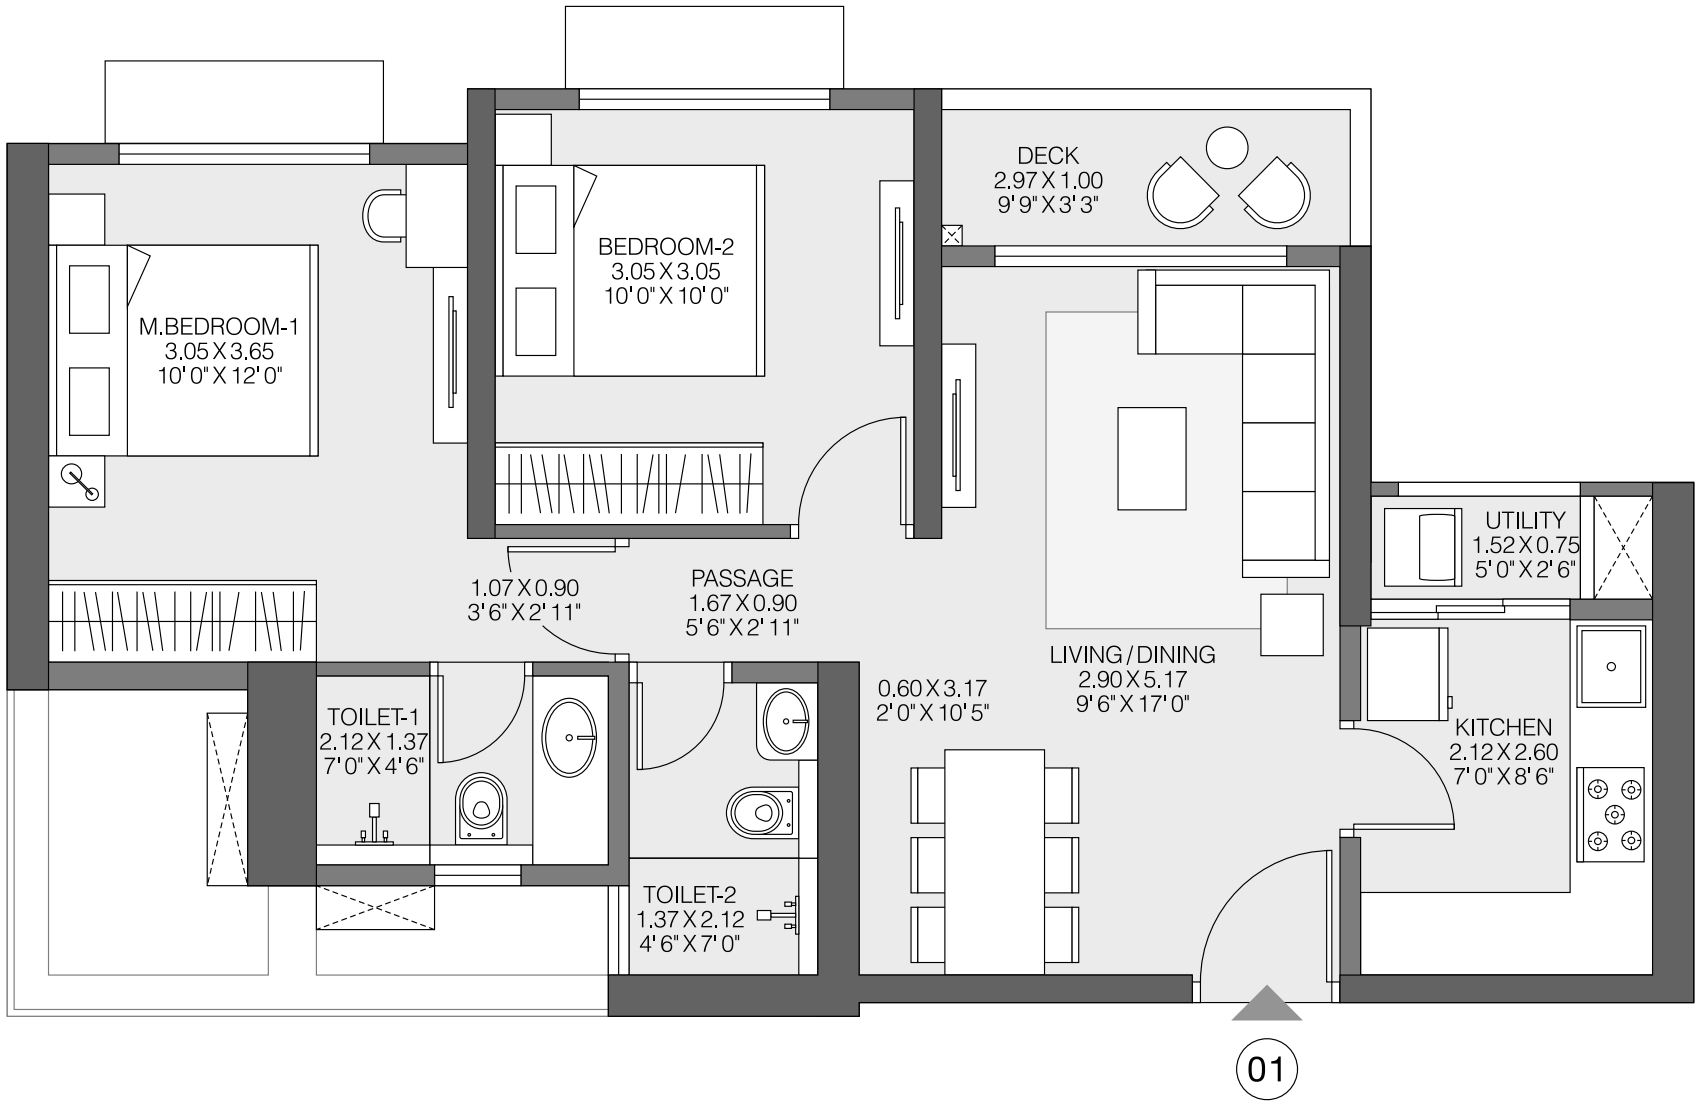 DECK
2.97 X 1.00
9'9" X 3'3"
BEDROOM-2
3.05 X 3.05
10'0" X 10'0"
M.BEDROOM-1
3.05 X 3.65
10'0" X 12'0"
UTILITY
1.52 X 0.75
5'0" X 2'6"
1.07 X 0.90
3'6" X 2'11"
PASSAGE
1.67 X 0.90
5'6" X 2'11"
LIVING/DINING
2.90 X 5.17
9'6" X 17'0"
0.60 X 3.17
2'0" X 10'5"
TOILET-1
2.12 X 1.37
7'0" X 4'6"
KITCHEN
2.12 X 2.60
7'0" X 8'6"
TOILET-2
1.37 X 2.12
4'6" X 7'0"
01